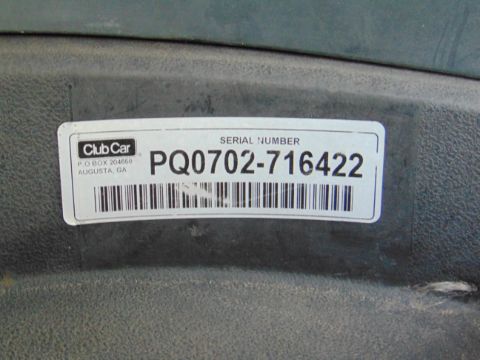 Club Car
SERIAL NUMBER
P.O BOX 204658
AUGUSTA, GA
PQ0702-716422